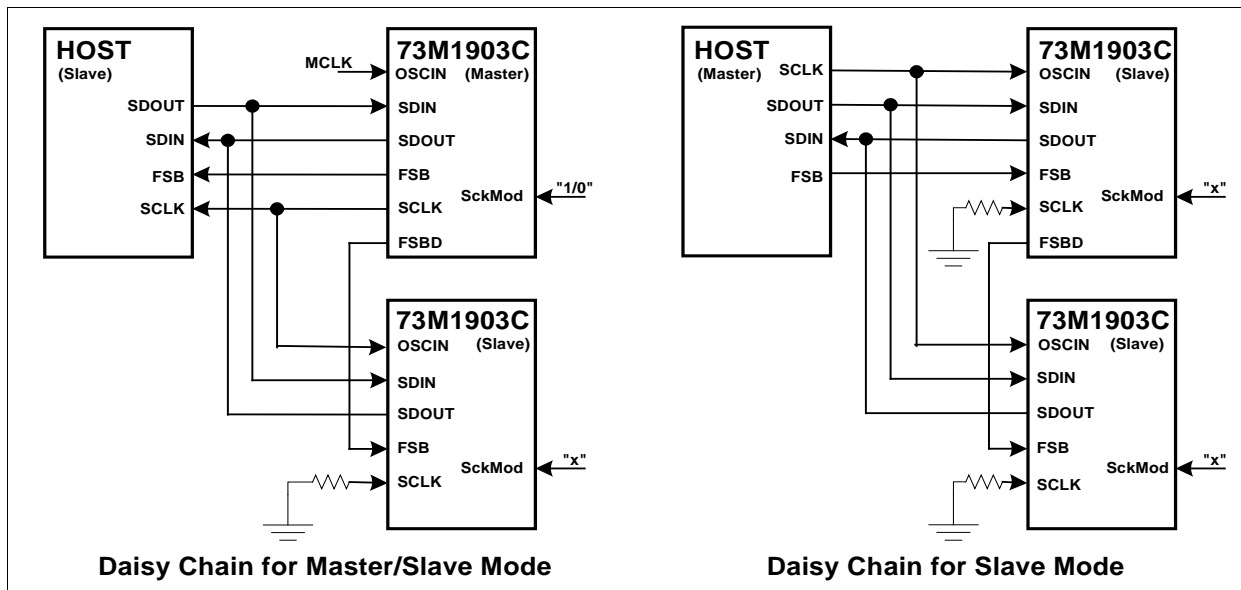 HOST
(Slave)
SDOUT
SDIN
FSB
SCLK
MCLK
73M1903C
OSCIN (Master)
SDIN
SDOUT
FSB
SckMod "1/0"
SCLK
FSBD
73M1903C
(Slave)
OSCIN
SDIN
SDOUT
FSB
SckMod "x"
SCLK
Daisy Chain for Master/Slave Mode
HOST
(Master)
SCLK
SDOUT
SDIN
FSB
73M1903C
OSCIN (Slave)
SDIN
SDOUT
FSB
SckMod "x"
SCLK
FSBD
73M1903C
OSCIN (Slave)
SDIN
SDOUT
FSB
SckMod "x"
SCLK
Daisy Chain for Slave Mode